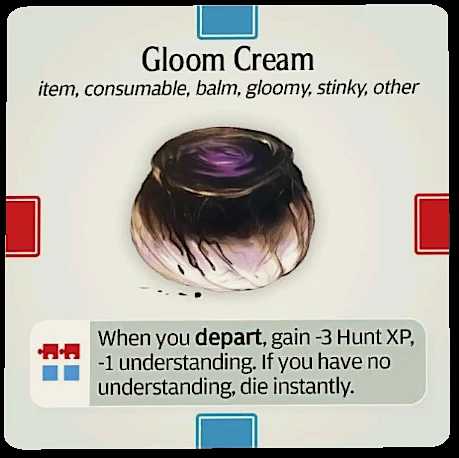 Gloom Cream
item, consumable, balm, gloomy, stinky, other
When you depart, gain -3 Hunt XP,
-1 understanding. If you have no
understanding, die instantly.